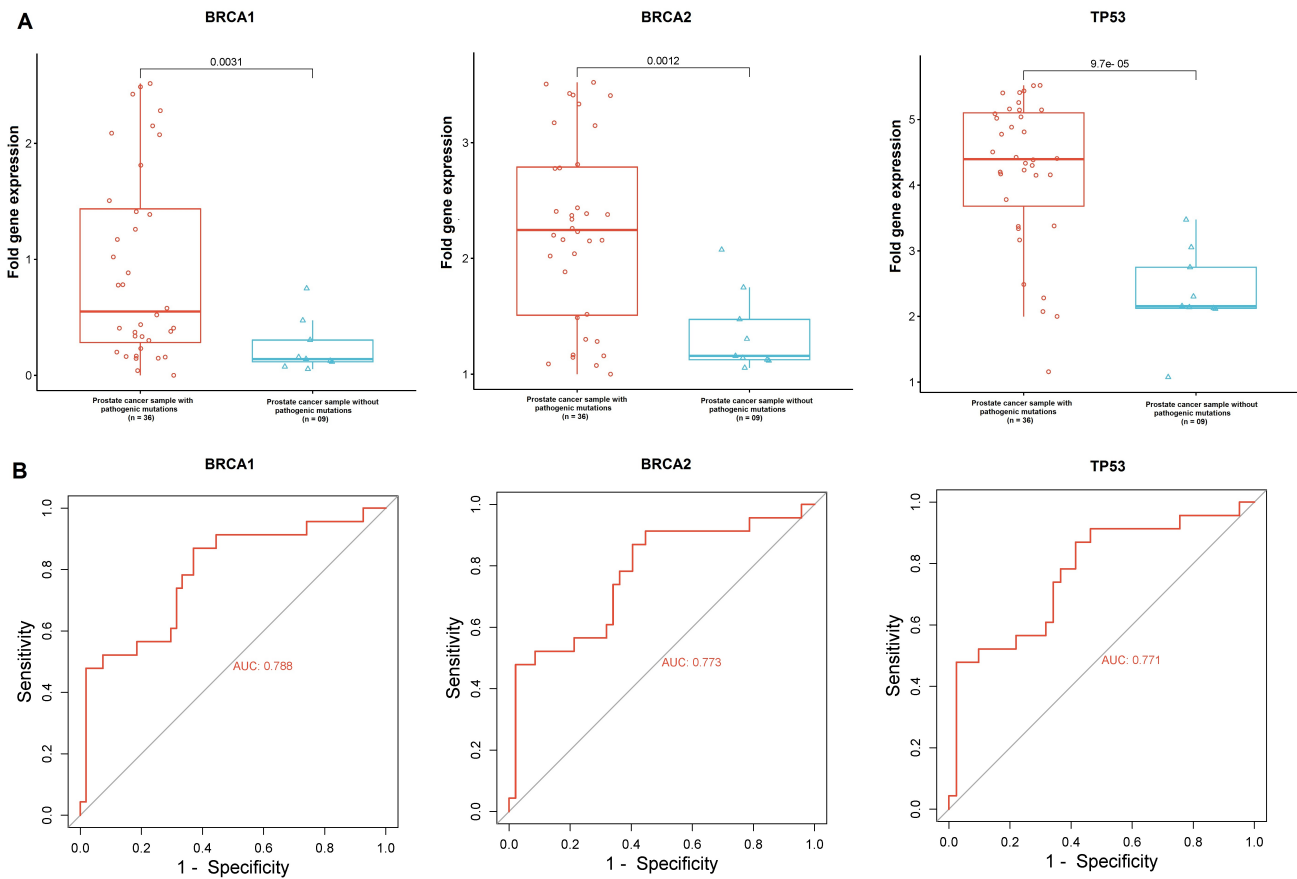 A
BRCA1
BRCA2
TP53
Fold gene expression
2
1
0
0.0031
Prostate cancer sample with
pathogenic mutations
(n = 36)
Prostate cancer sample without
pathogenic mutations
(n = 09)
Fold gene expression
3
2
1
0.0012
Prostate cancer sample with
pathogenic mutations
(n = 36)
Prostate cancer sample without
pathogenic mutations
(n = 09)
Fold gene expression
5
4
3
2
1
9.7e- 05
Prostate cancer sample with
pathogenic mutations
(n = 36)
Prostate cancer sample without
pathogenic mutations
(n = 09)
B
BRCA1
BRCA2
TP53
Sensitivity
1.0
0.8
0.6
0.4
0.2
0.0
AUC: 0.788
0.0 0.2 0.4 0.6 0.8 1.0
1 - Specificity
Sensitivity
1.0
0.8
0.6
0.4
0.2
0.0
AUC: 0.773
0.0 0.2 0.4 0.6 0.8 1.0
1 - Specificity
Sensitivity
1.0
0.8
0.6
0.4
0.2
0.0
AUC: 0.771
0.0 0.2 0.4 0.6 0.8 1.0
1 - Specificity